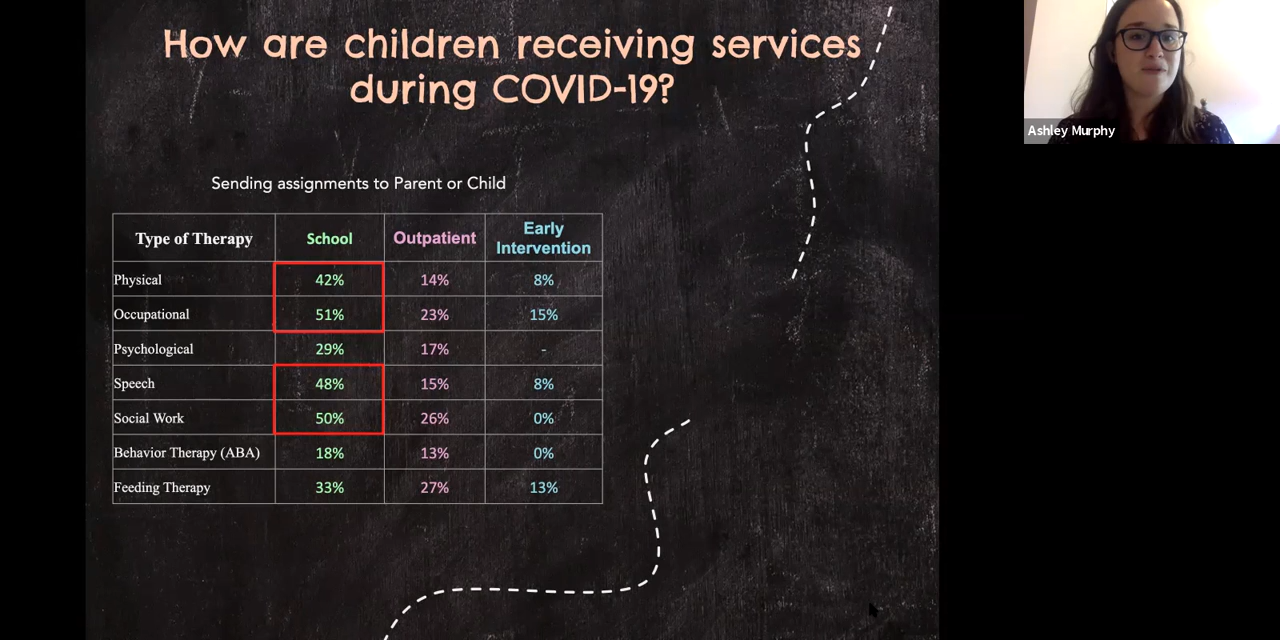 How are children receiving services
during COVID-19?
Ashley Murphy
Sending assignments to Parent or Child
Type of Therapy School Outpatient Early Intervention
Physical 42% 14% 8%
Occupational 51% 23% 15%
Psychological 29% 17% -
Speech 48% 15% 8%
Social Work 50% 26% 0%
Behavior Therapy (ABA) 18% 13% 0%
Feeding Therapy 33% 27% 13%